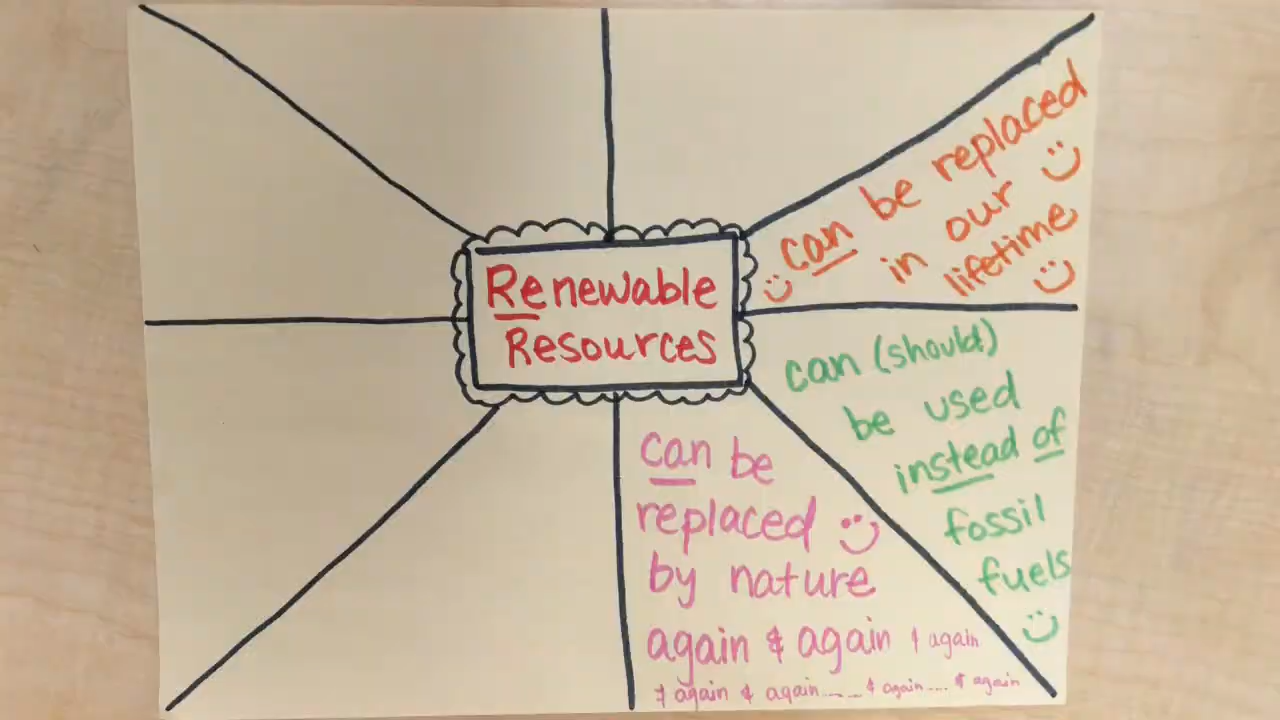 Renewable
Resources
can be replaced
in our
lifetime
can (should)
be used
instead of
fossil
fuels
can be
replaced
by nature
again & again & again
& again & again ..... & again .... & again